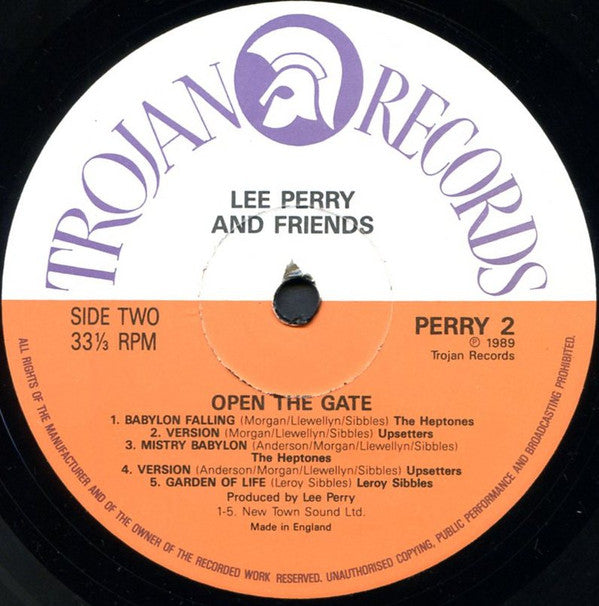 TROJAN RECORDS
LEE PERRY
AND FRIENDS
SIDE TWO
33⅓ RPM
PERRY 2
℗ 1989
Trojan Records
OPEN THE GATE
1. BABYLON FALLING (Morgan/Llewellyn/Sibbles) The Heptones
2. VERSION (Morgan/Llewellyn/Sibbles) Upsetters
3. MISTRY BABYLON (Anderson/Morgan/Llewellyn/Sibbles)
The Heptones
4. VERSION (Anderson/Morgan/Llewellyn/Sibbles) Upsetters
5. GARDEN OF LIFE (Leroy Sibbles) Leroy Sibbles
Produced by Lee Perry
1-5. New Town Sound Ltd.
Made in England
ALL RIGHTS OF THE MANUFACTURER AND OF THE OWNER OF THE RECORDED WORK RESERVED. UNAUTHORISED COPYING, PUBLIC PERFORMANCE AND BROADCASTING PROHIBITED.